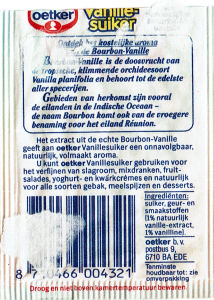 oetker
Vanille-
suiker
Ontdek het kostelijke aroma
de Bourbon-Vanille
Bourbon-Vanille is de doosvrucht van
de tropische, klimmende orchideesoort
Vanilla planifolia en behoort tot de edelste
aller specerijen.
Gebieden van herkomst zijn vooral
de eilanden in de Indische Oceaan -
de naam Bourbon komt ook van de vroegere
benaming voor het eiland Réunion.
Het extract uit de echte Bourbon-Vanille
geeft aan oetker Vanillesuiker een onnavolgbaar,
natuurlijk, volmaakt aroma.
U kunt oetker Vanillesuiker gebruiken voor
het verfijnen van slagroom, mixdranken, fruit-
salades, yoghurt- en kwarkcrèmes en natuurlijk
voor alle soorten gebak, meelspijzen en desserts.
Ingrediënten:
suiker, geur- en
smaakstoffen
(1% natuurlijk
vanille-extract,
1% vanilline).
oetker b.v.
postbus 9,
6710 BA EDE
Tenminste
houdbaar tot: zie
omverpakking
8 710466 004321
Droog en niet boven kamertemperatuur bewaren